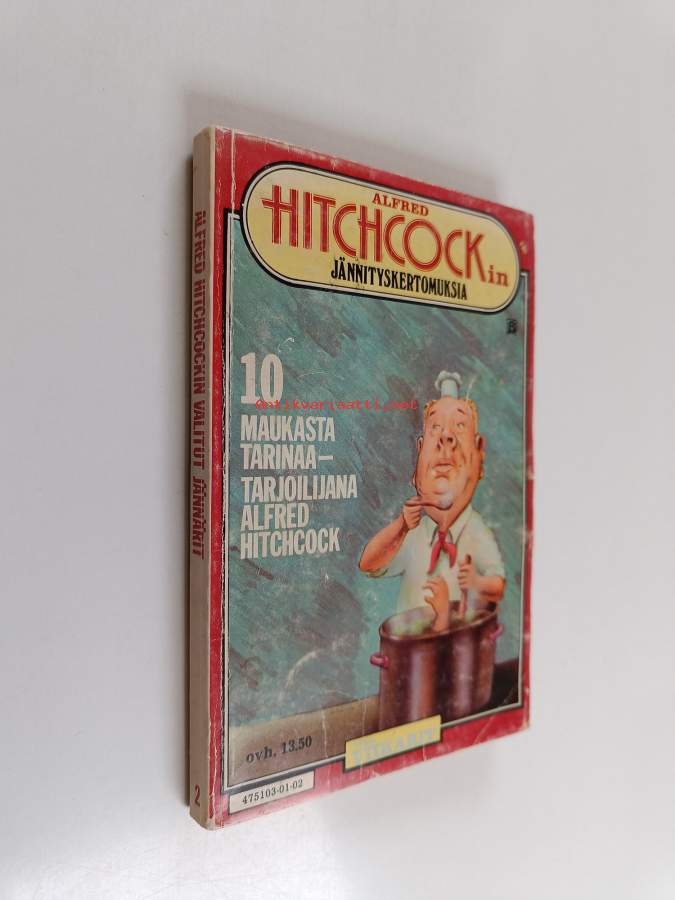 ALFRED HITCHCOCKIN VALITUT JÄNNÄRIT
2
ALFRED
HITCHCOCKin
JÄNNITYSKERTOMUKSIA
10
Antikvariaatti.net
MAUKASTA
TARINAA—
TARJOILIJANA
ALFRED
HITCHCOCK
ovh. 13.50
475103-01-02